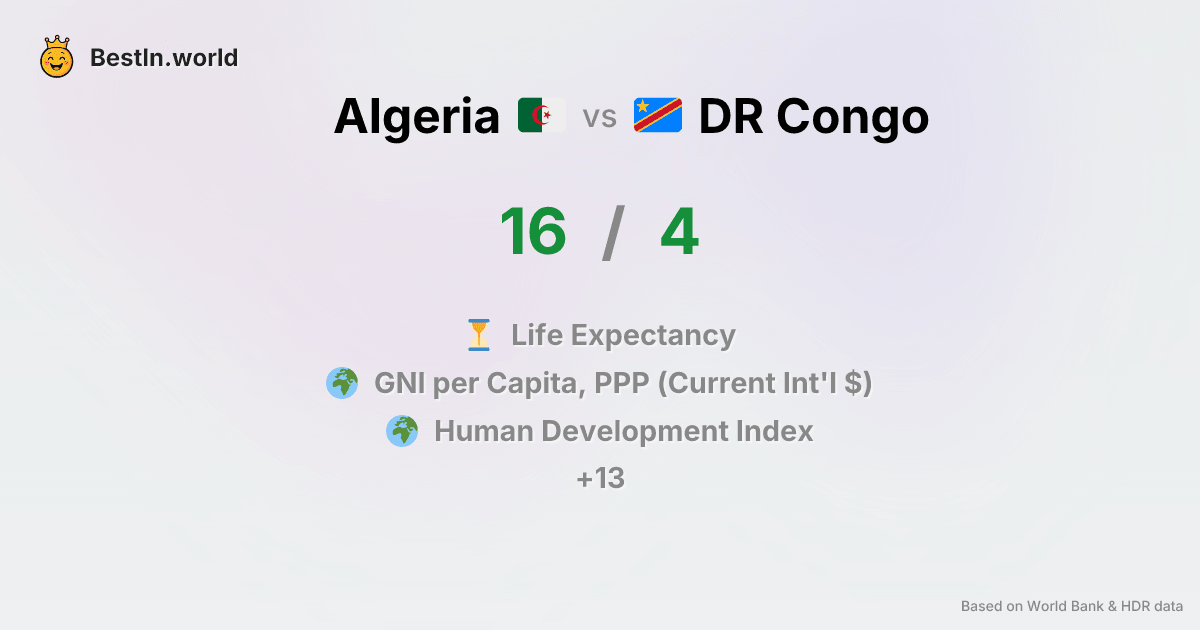 BestIn.world
Algeria vs DR Congo
16 / 4
Life Expectancy
GNI per Capita, PPP (Current Int'l $)
Human Development Index
+13
Based on World Bank & HDR data